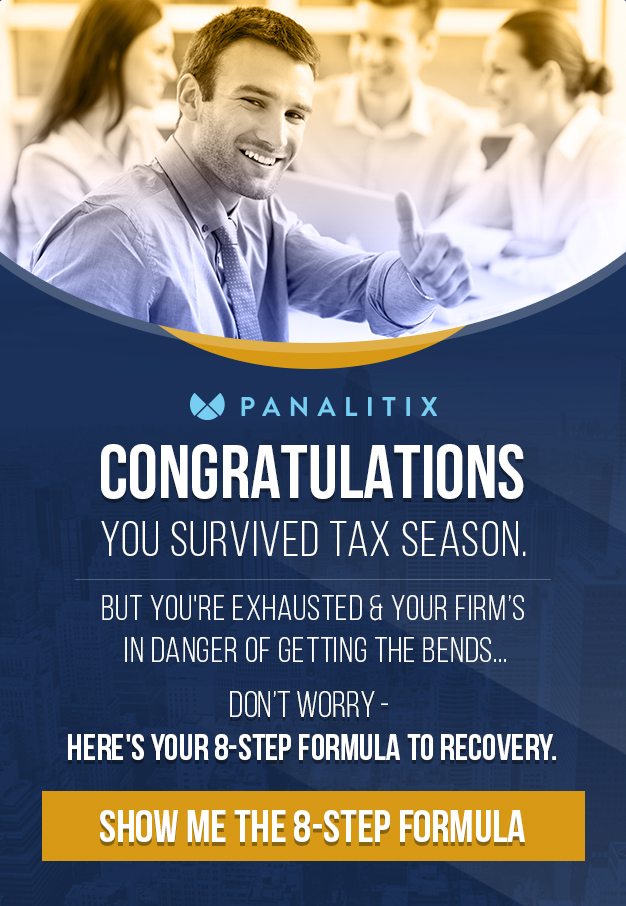 PANALITIX
CONGRATULATIONS
YOU SURVIVED TAX SEASON.
BUT YOU'RE EXHAUSTED & YOUR FIRM'S
IN DANGER OF GETTING THE BENDS...
DON'T WORRY -
HERE'S YOUR 8-STEP FORMULA TO RECOVERY.
SHOW ME THE 8-STEP FORMULA